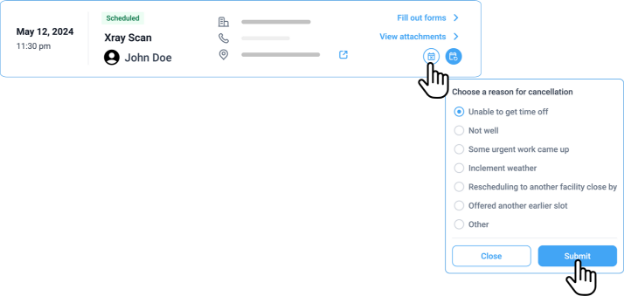 May 12, 2024
11:30 pm
Scheduled
Xray Scan
John Doe
Fill out forms
View attachments
Choose a reason for cancellation
Unable to get time off
Not well
Some urgent work came up
Inclement weather
Rescheduling to another facility close by
Offered another earlier slot
Other
Close
Submit